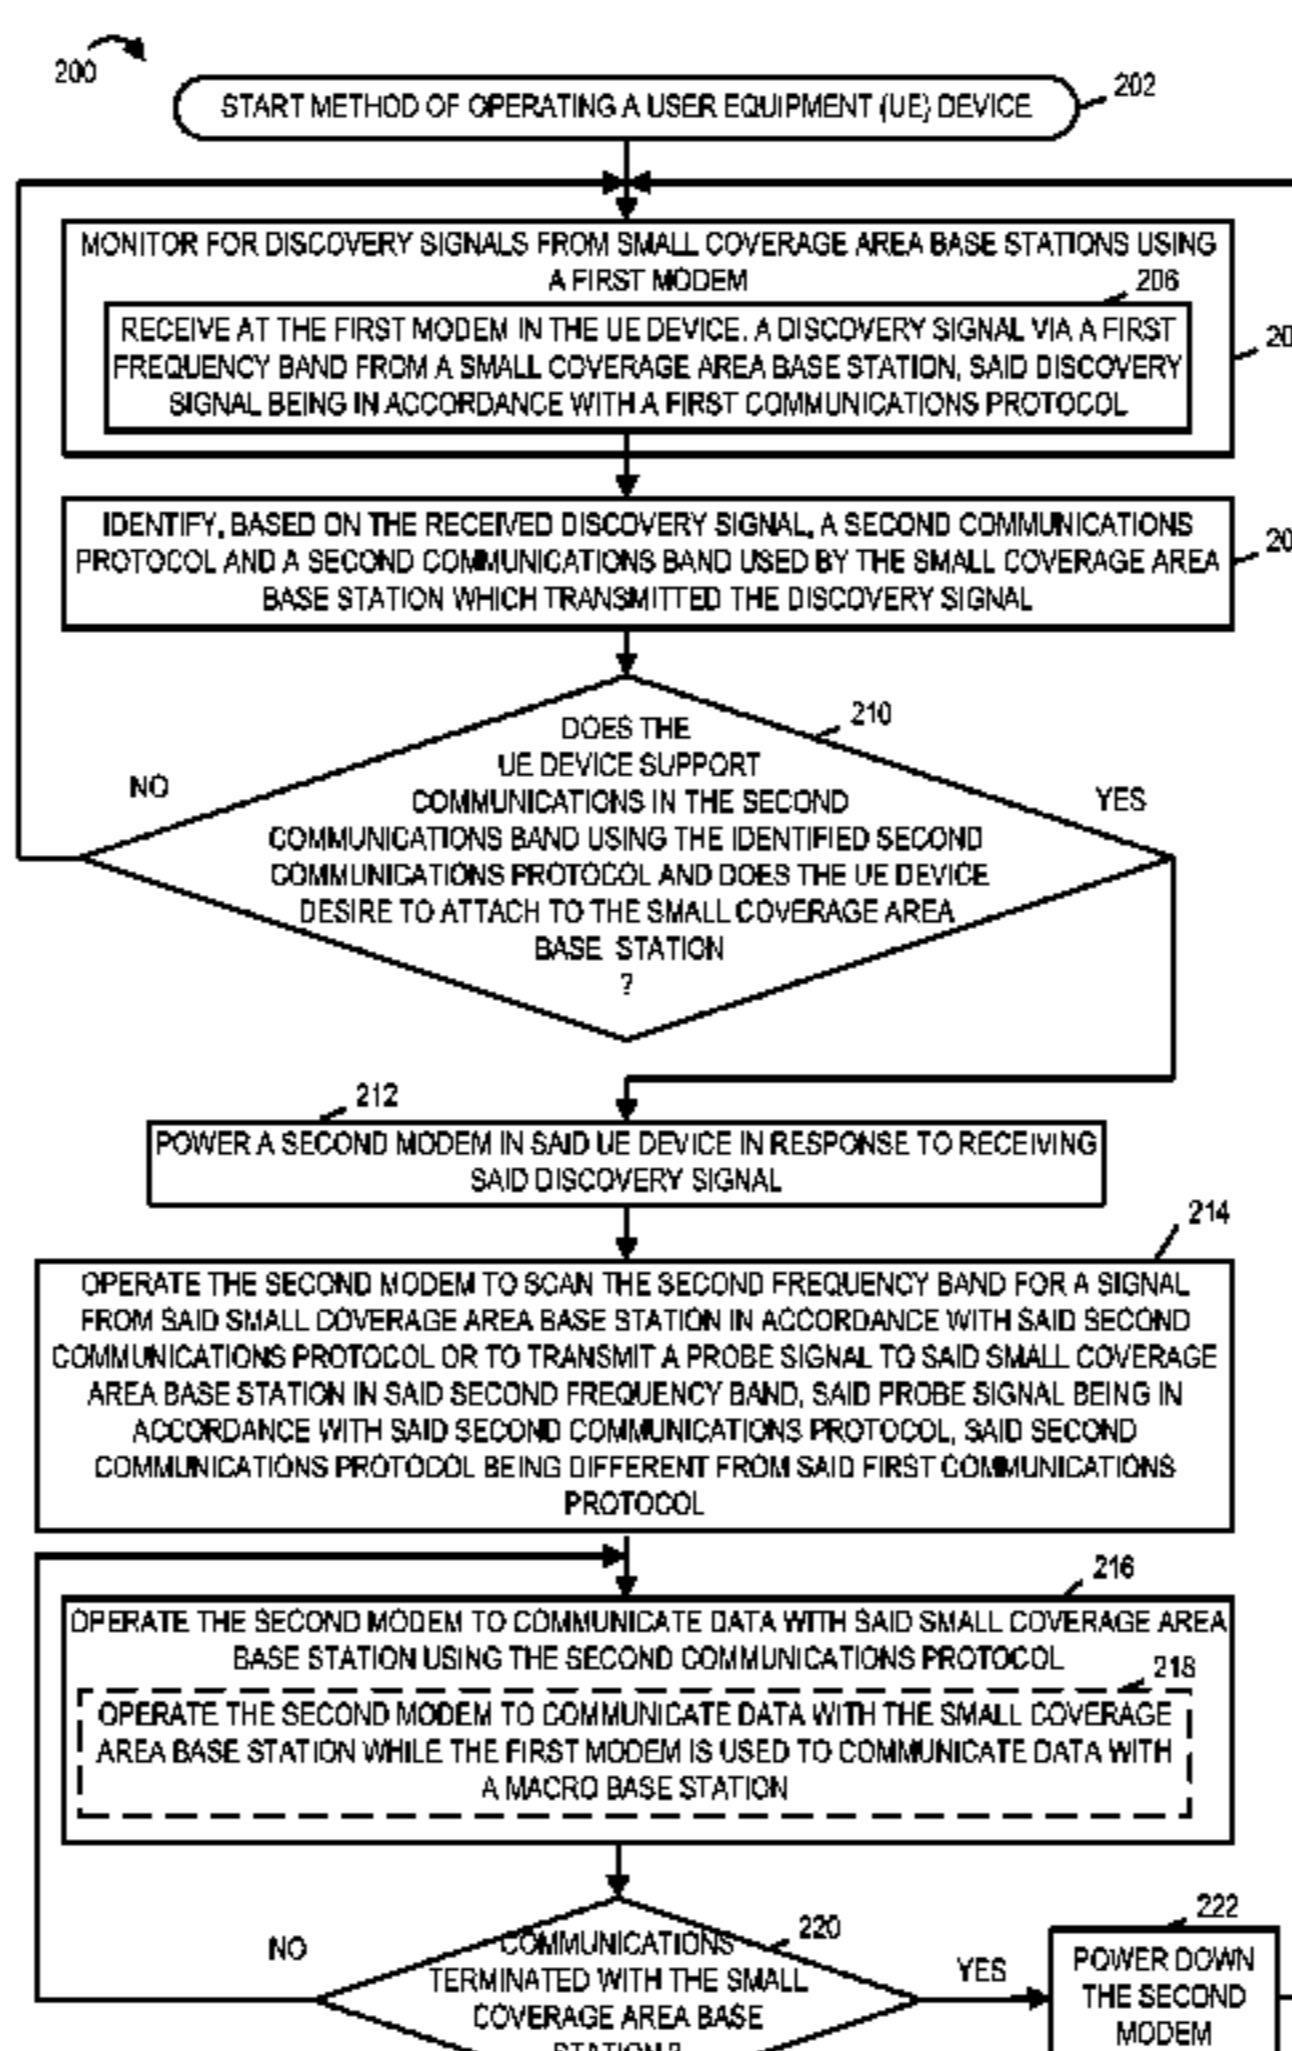 200
START METHOD OF OPERATING A USER EQUIPMENT (UE) DEVICE
202
MONITOR FOR DISCOVERY SIGNALS FROM SMALL COVERAGE AREA BASE STATIONS USING
A FIRST MODEM
206
RECEIVE AT THE FIRST MODEM IN THE UE DEVICE. A DISCOVERY SIGNAL VIA A FIRST
FREQUENCY BAND FROM A SMALL COVERAGE AREA BASE STATION, SAID DISCOVERY
SIGNAL BEING IN ACCORDANCE WITH A FIRST COMMUNICATIONS PROTOCOL
IDENTIFY, BASED ON THE RECEIVED DISCOVERY SIGNAL, A SECOND COMMUNICATIONS
PROTOCOL AND A SECOND COMMUNICATIONS BAND USED BY THE SMALL COVERAGE AREA
BASE STATION WHICH TRANSMITTED THE DISCOVERY SIGNAL
210
DOES THE
UE DEVICE SUPPORT
COMMUNICATIONS IN THE SECOND
COMMUNICATIONS BAND USING THE IDENTIFIED SECOND
COMMUNICATIONS PROTOCOL AND DOES THE UE DEVICE
DESIRE TO ATTACH TO THE SMALL COVERAGE AREA
BASE STATION
?
NO
YES
212
POWER A SECOND MODEM IN SAID UE DEVICE IN RESPONSE TO RECEIVING
SAID DISCOVERY SIGNAL
214
OPERATE THE SECOND MODEM TO SCAN THE SECOND FREQUENCY BAND FOR A SIGNAL
FROM SAID SMALL COVERAGE AREA BASE STATION IN ACCORDANCE WITH SAID SECOND
COMMUNICATIONS PROTOCOL OR TO TRANSMIT A PROBE SIGNAL TO SAID SMALL COVERAGE
AREA BASE STATION IN SAID SECOND FREQUENCY BAND, SAID PROBE SIGNAL BEING IN
ACCORDANCE WITH SAID SECOND COMMUNICATIONS PROTOCOL, SAID SECOND
COMMUNICATIONS PROTOCOL BEING DIFFERENT FROM SAID FIRST COMMUNICATIONS
PROTOCOL
216
OPERATE THE SECOND MODEM TO COMMUNICATE DATA WITH SAID SMALL COVERAGE AREA
BASE STATION USING THE SECOND COMMUNICATIONS PROTOCOL
218
OPERATE THE SECOND MODEM TO COMMUNICATE DATA WITH THE SMALL COVERAGE
AREA BASE STATION WHILE THE FIRST MODEM IS USED TO COMMUNICATE DATA WITH
A MACRO BASE STATION
220
COMMUNICATIONS
TERMINATED WITH THE SMALL
COVERAGE AREA BASE
STATION ?
NO
YES
222
POWER DOWN
THE SECOND
MODEM